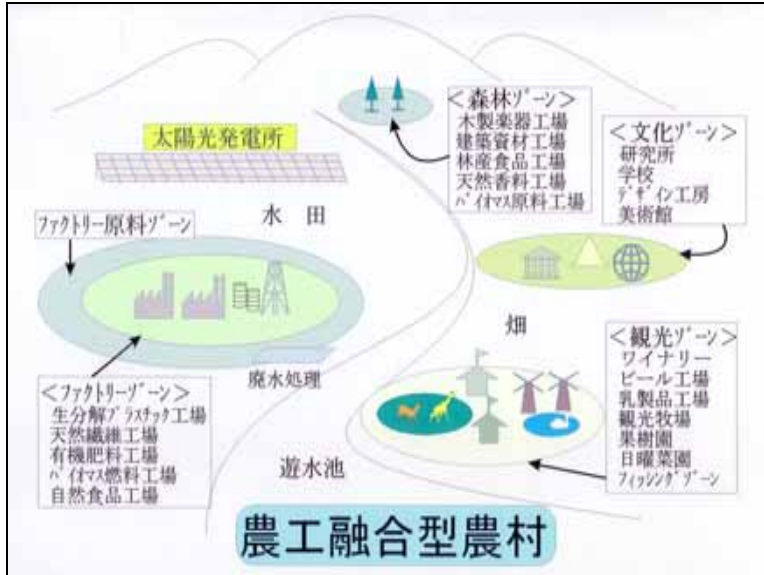 ＜森林ゾーン＞
木製楽器工場
建築資材工場
林産食品工場
天然香料工場
バイオマス原料工場
＜文化ゾーン＞
研究所
学校
デザイン工房
美術館
太陽光発電所
水　田
ファクトリー原料ゾーン
畑
＜観光ゾーン＞
ワイナリー
ビール工場
乳製品工場
観光牧場
果樹園
日曜菜園
フィッシングゾーン
廃水処理
＜ファクトリーゾーン＞
生分解プラスチック工場
天然繊維工場
有機肥料工場
バイオマス燃料工場
自然食品工場
遊水池
農工融合型農村